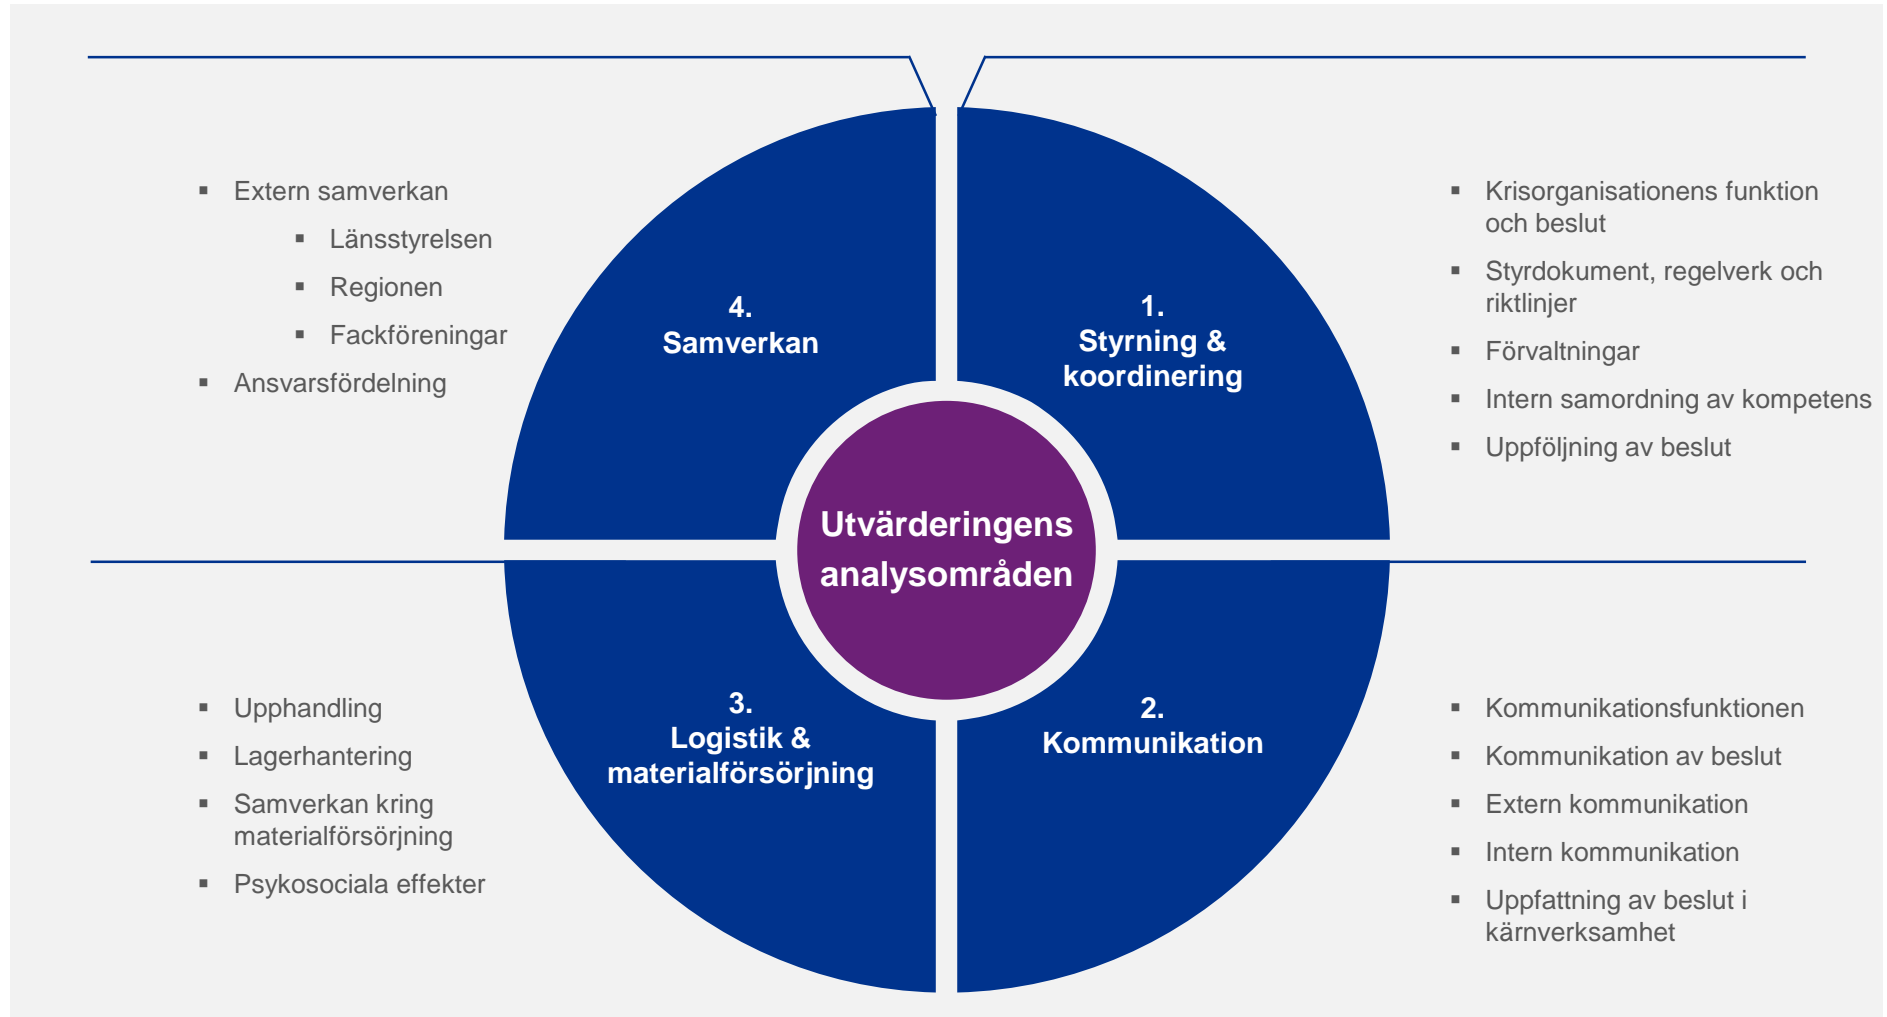 Utvärderingens
analysområden
1.
Styrning &
koordinering
▪ Krisorganisationens funktion
och beslut
▪ Styrdokument, regelverk och
riktlinjer
▪ Förvaltningar
▪ Intern samordning av kompetens
▪ Uppföljning av beslut
2.
Kommunikation
▪ Kommunikationsfunktionen
▪ Kommunikation av beslut
▪ Extern kommunikation
▪ Intern kommunikation
▪ Uppfattning av beslut i
kärnverksamhet
3.
Logistik &
materialförsörjning
▪ Upphandling
▪ Lagerhantering
▪ Samverkan kring
materialförsörjning
▪ Psykosociala effekter
4.
Samverkan
▪ Extern samverkan
▪ Länsstyrelsen
▪ Regionen
▪ Fackföreningar
▪ Ansvarsfördelning